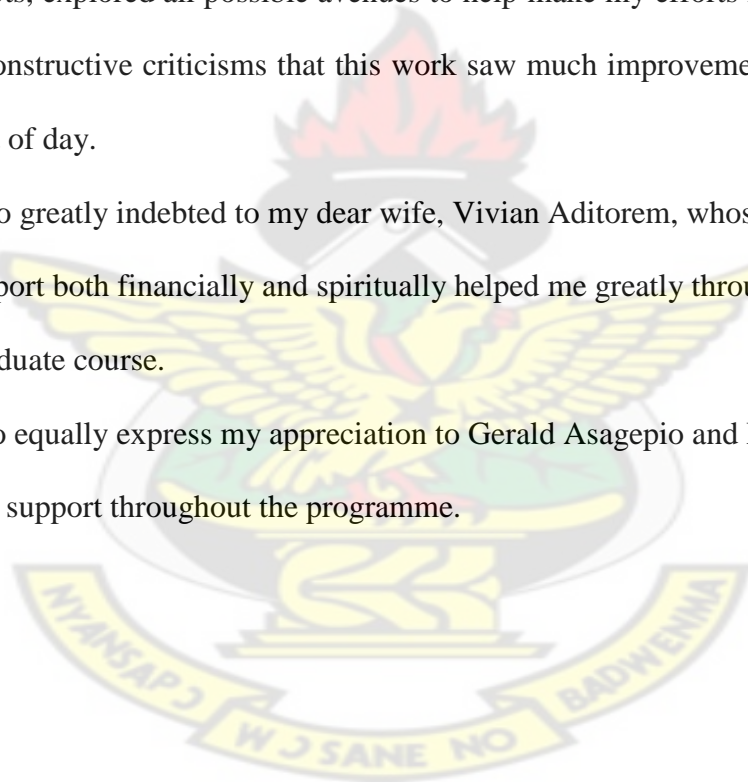 explored all possible avenues to help make my efforts
onstructive criticisms that this work saw much improveme
of day.
o greatly indebted to my dear wife, Vivian Aditorem, whos
port both financially and spiritually helped me greatly throu
duate course.
o equally express my appreciation to Gerald Asagepio and
support throughout the programme.
NYANSAPƆ
WƆ SANE NO
BADWENMA